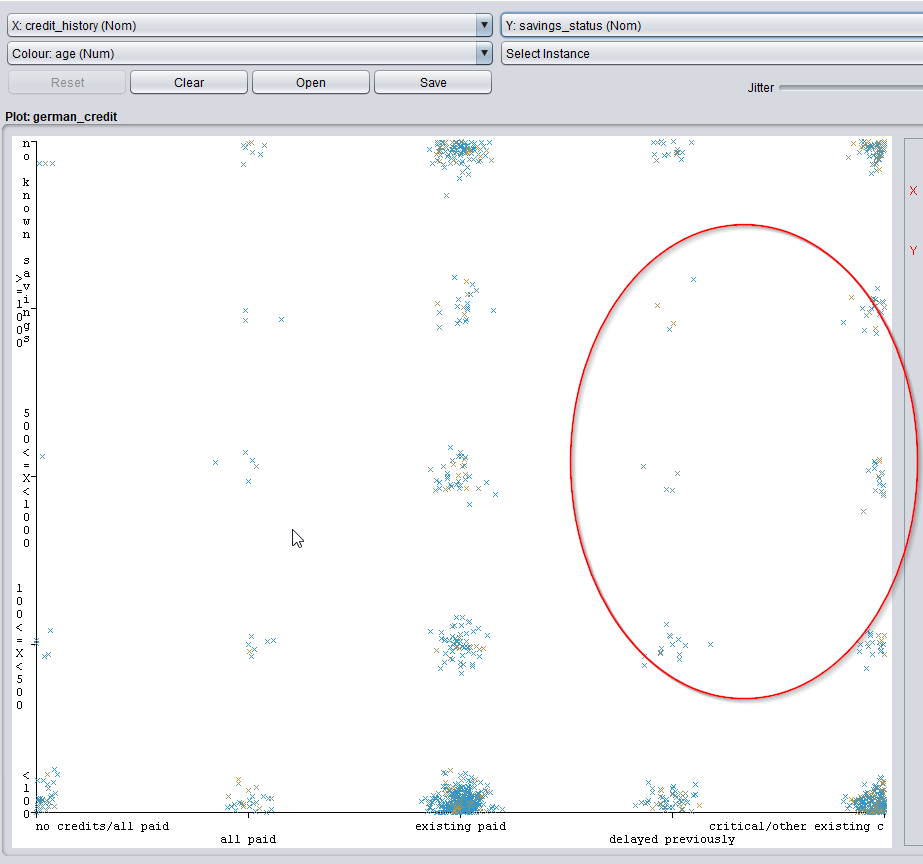 X: credit_history (Nom)
Y: savings_status (Nom)
Colour: age (Num)
Select Instance
Reset
Clear
Open
Save
Jitter
Plot: german_credit
no known savings
>=1000
500<=X<1000
100<=X<500
<100
X
Y
no credits/all paid
all paid
existing paid
delayed previously
critical/other existing c